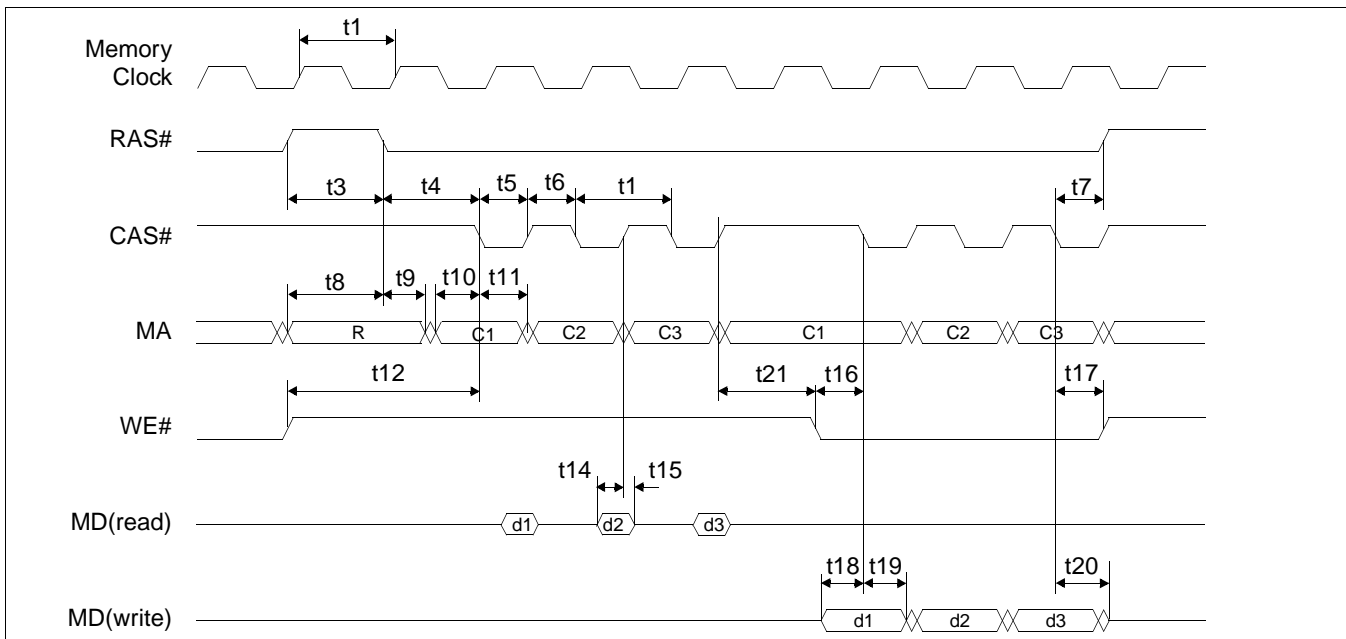 t1
Memory
Clock
RAS#
t3 t4 t5 t6 t1 t7
CAS#
t8 t9 t10 t11
MA R C1 C2 C3 C1 C2 C3
t12 t21 t16 t17
WE#
t14 t15
MD(read) d1 d2 d3
t18 t19 t20
MD(write) d1 d2 d3